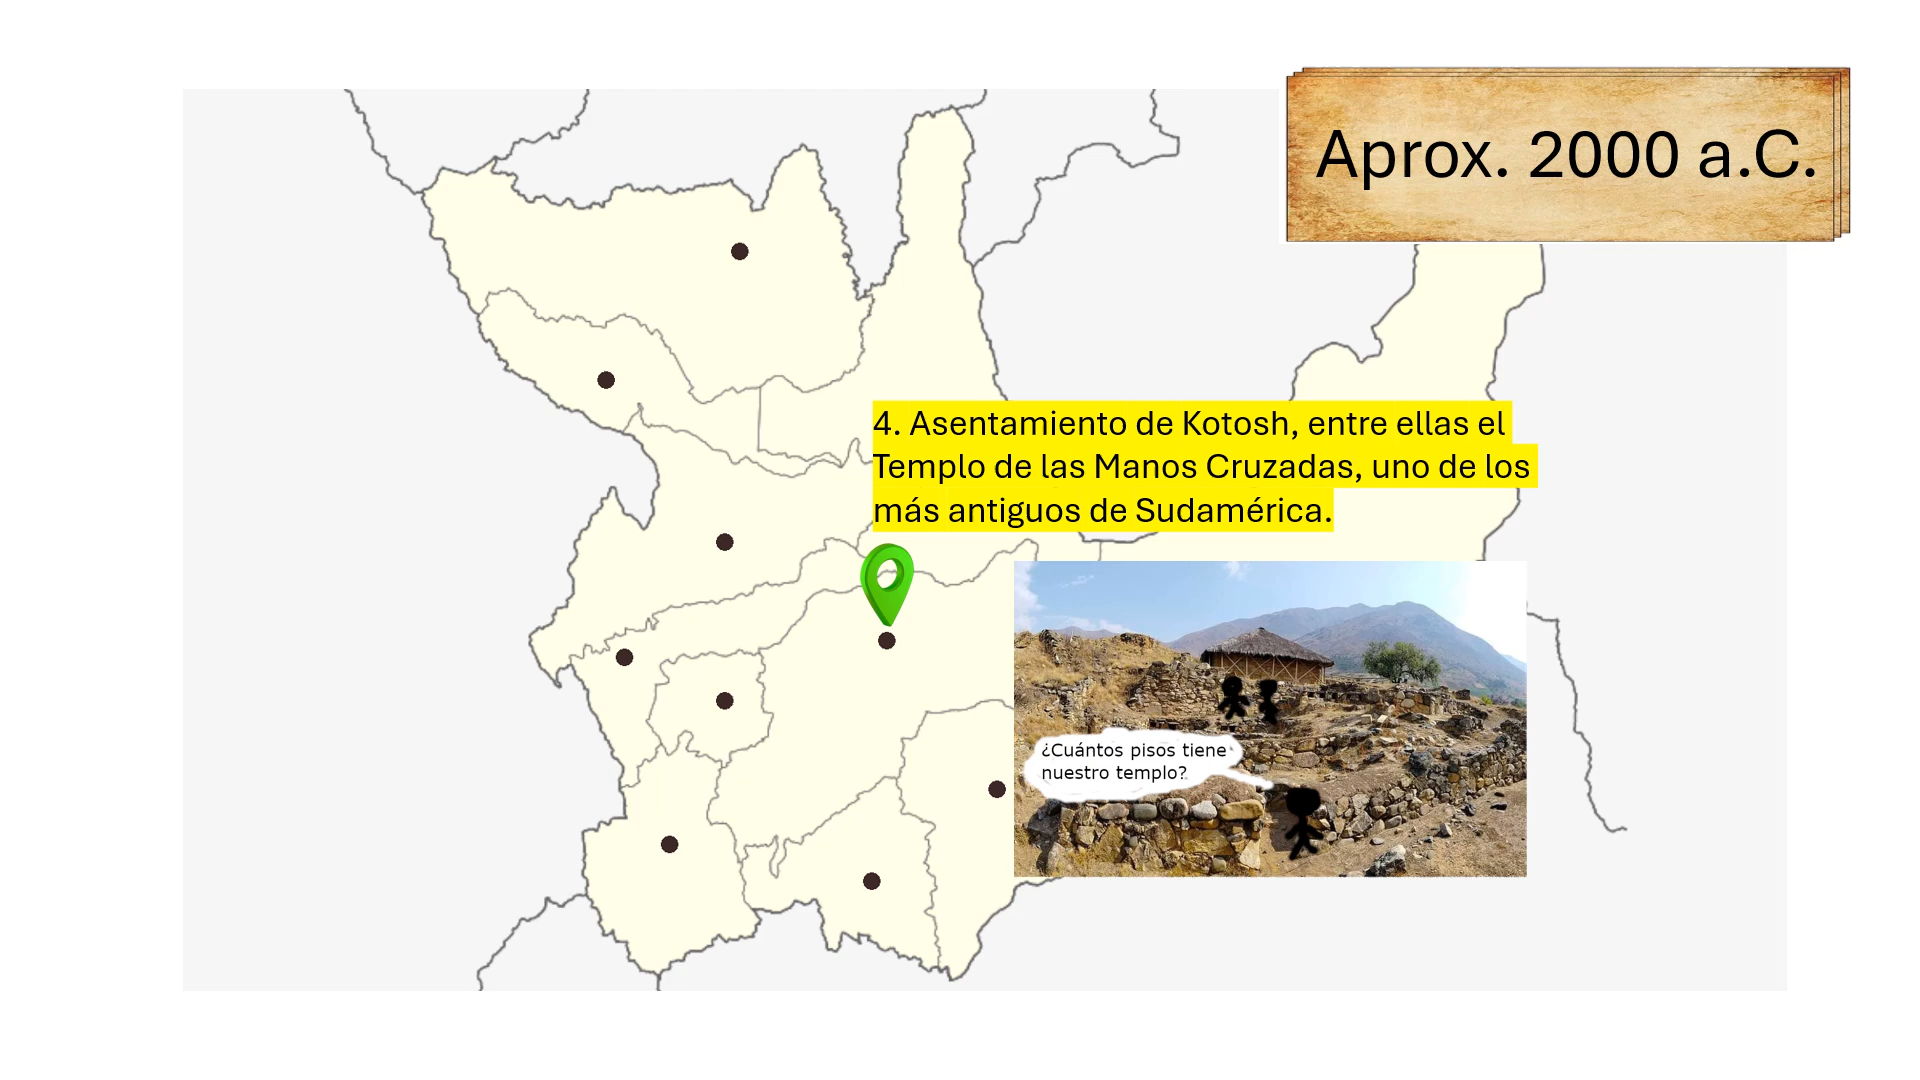 Aprox. 2000 a.C.
4. Asentamiento de Kotosh, entre ellas el
Templo de las Manos Cruzadas, uno de los
más antiguos de Sudamérica.
¿Cuántos pisos tiene
nuestro templo?